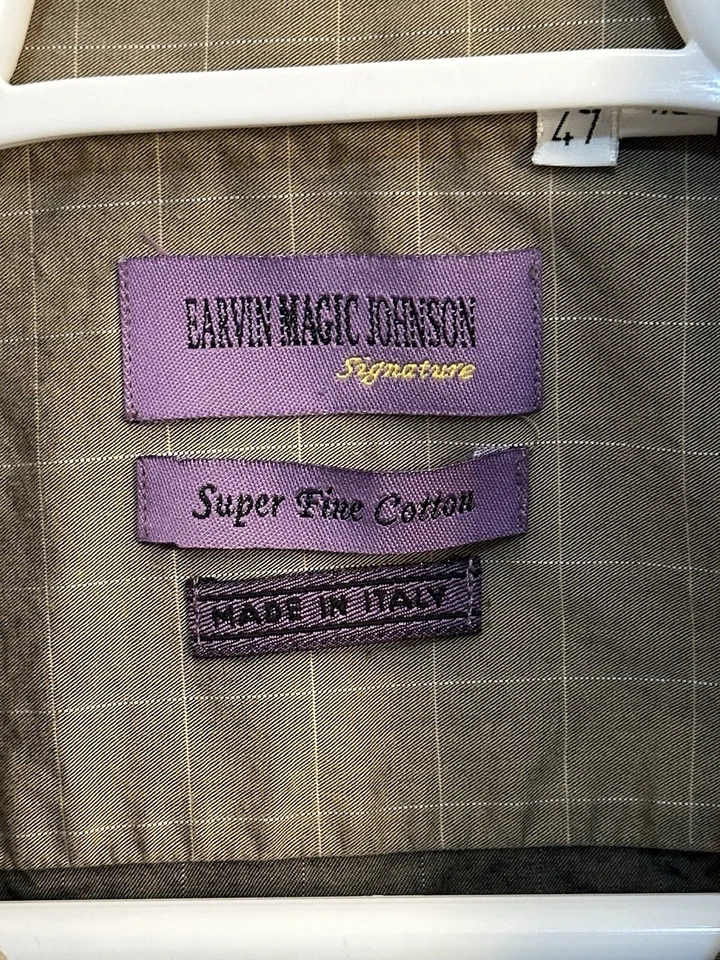 47
EARVIN MAGIC JOHNSON
Signature
Super Fine Cotton
MADE IN ITALY